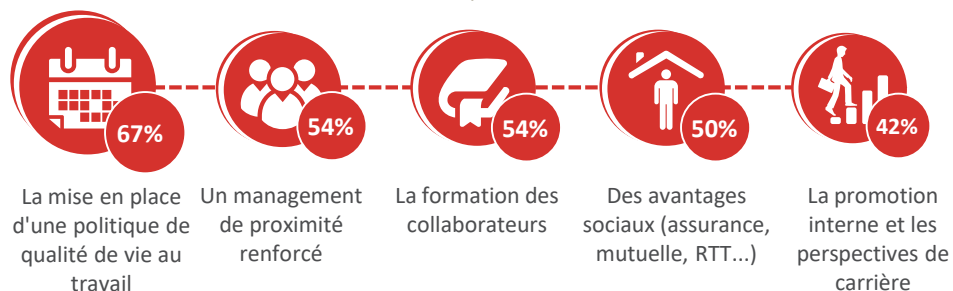 67%
La mise en place
d'une politique de
qualité de vie au
travail
54%
Un management
de proximité
renforcé
54%
La formation des
collaborateurs
50%
Des avantages
sociaux (assurance,
mutuelle, RTT...)
42%
La promotion
interne et les
perspectives de
carrière